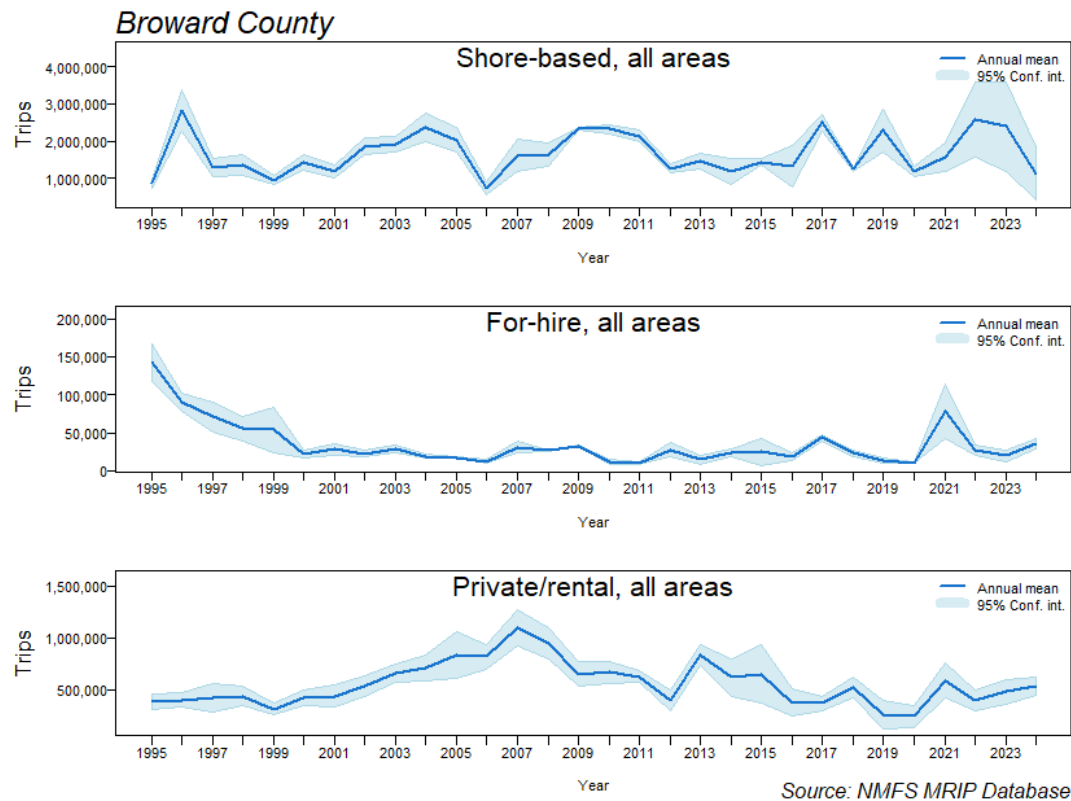 Broward County
Shore-based, all areas
Annual mean
95% Conf. int.
Trips
4,000,000
3,000,000
2,000,000
1,000,000
1995 1997 1999 2001 2003 2005 2007 2009 2011 2013 2015 2017 2019 2021 2023
Year
For-hire, all areas
Annual mean
95% Conf. int.
Trips
200,000
150,000
100,000
50,000
0
1995 1997 1999 2001 2003 2005 2007 2009 2011 2013 2015 2017 2019 2021 2023
Year
Private/rental, all areas
Annual mean
95% Conf. int.
Trips
1,500,000
1,000,000
500,000
1995 1997 1999 2001 2003 2005 2007 2009 2011 2013 2015 2017 2019 2021 2023
Year
Source: NMFS MRIP Database